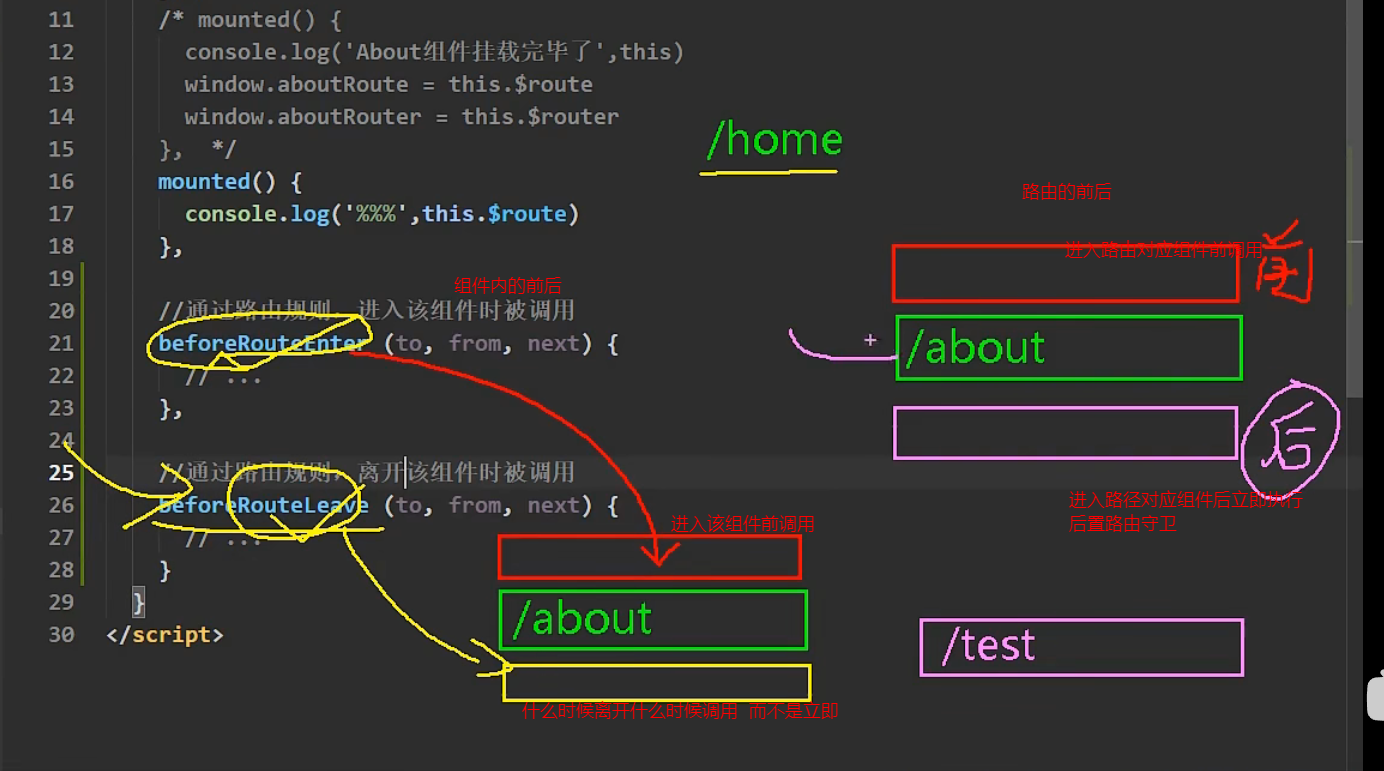 11 /* mounted() {
12 console.log('About组件挂载完毕了',this)
13 window.aboutRoute = this.$route
14 window.aboutRouter = this.$router
15 }, */
16 mounted() {
17 console.log('%%%',this.$route)
18 },
19
20 //通过路由规则，进入该组件时被调用
21 beforeRouteEnter (to, from, next) {
22 // ...
23 },
24
25 //通过路由规则，离开该组件时被调用
26 beforeRouteLeave (to, from, next) {
27 // ...
28 }
29 }
30 </script>
/home
路由的前后
进入路由对应组件前调用
前
组件内的前后
+
/about
后
进入路径对应组件后立即执行
后置路由守卫
进入该组件前调用
/about
/test
什么时候离开什么时候调用 而不是立即